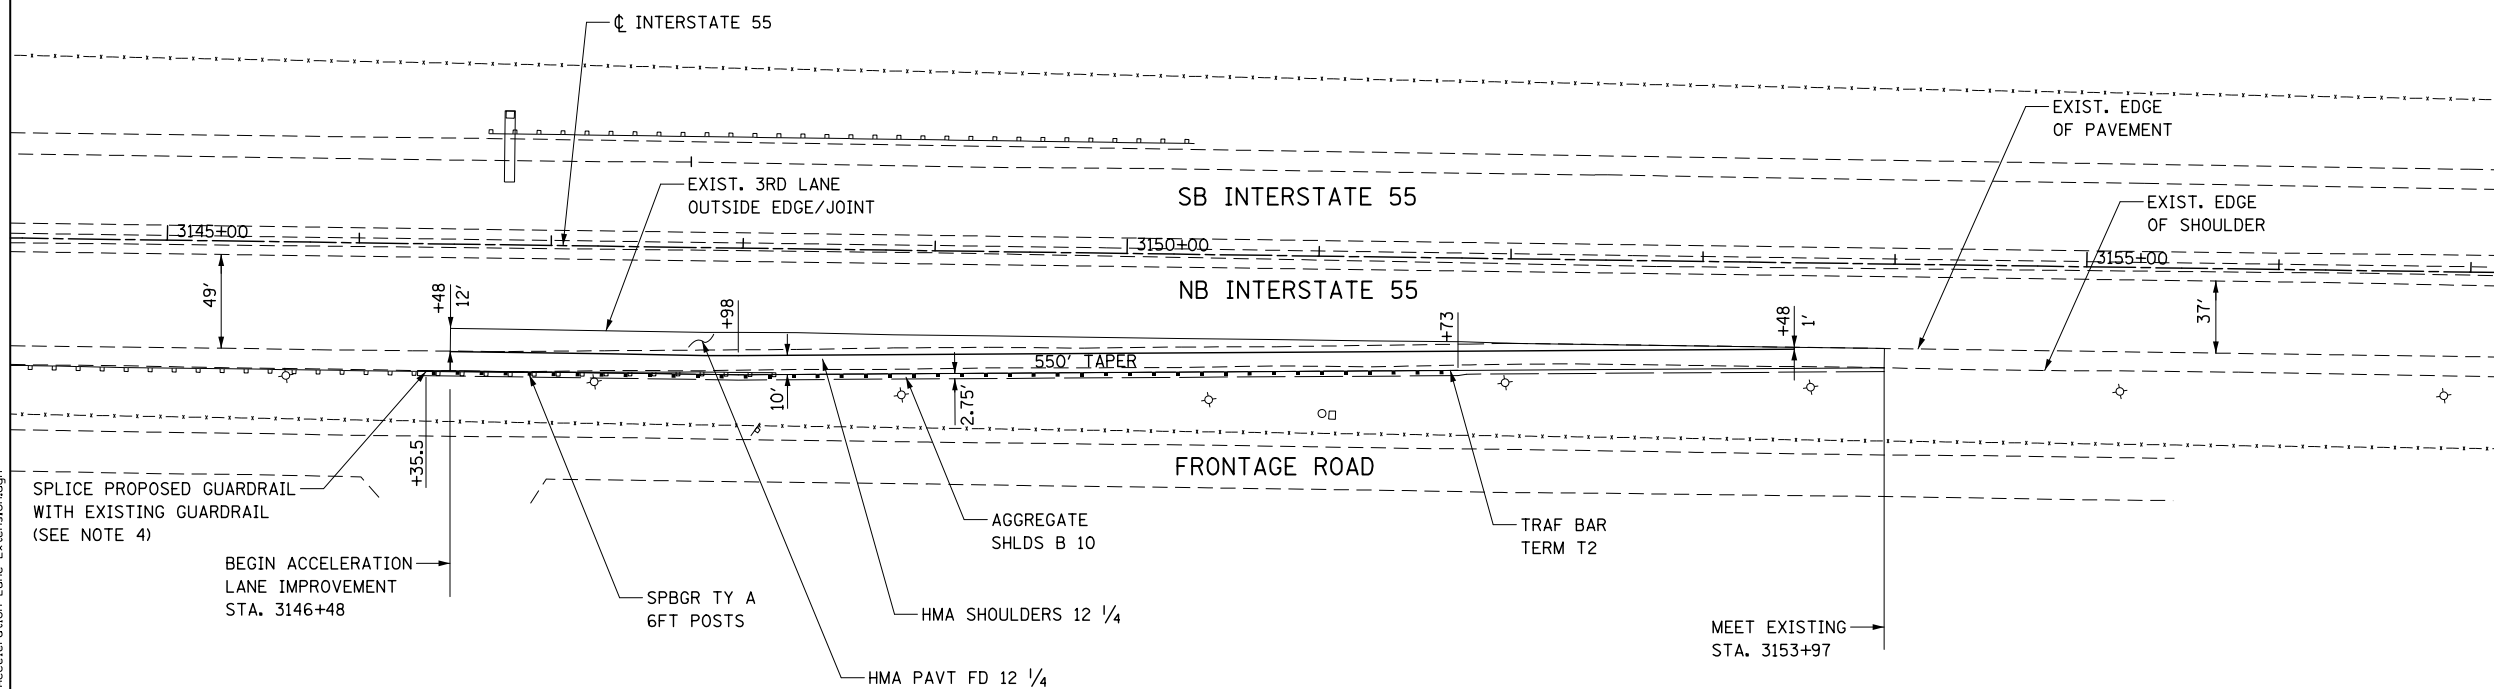 ℄ INTERSTATE 55
EXIST. EDGE
OF PAVEMENT
EXIST. 3RD LANE
OUTSIDE EDGE/JOINT
SB INTERSTATE 55
EXIST. EDGE
OF SHOULDER
3145+00
3150+00
3155+00
49'
+48
12'
+98
NB INTERSTATE 55
+73
+48
1'
37'
550' TAPER
10'
2.75'
+35.5
FRONTAGE ROAD
SPLICE PROPOSED GUARDRAIL
WITH EXISTING GUARDRAIL
(SEE NOTE 4)
AGGREGATE
SHLDS B 10
TRAF BAR
TERM T2
BEGIN ACCELERATION
LANE IMPROVEMENT
STA. 3146+48
SPBGR TY A
6FT POSTS
HMA SHOULDERS 12 1/4
MEET EXISTING
STA. 3153+97
HMA PAVT FD 12 1/4